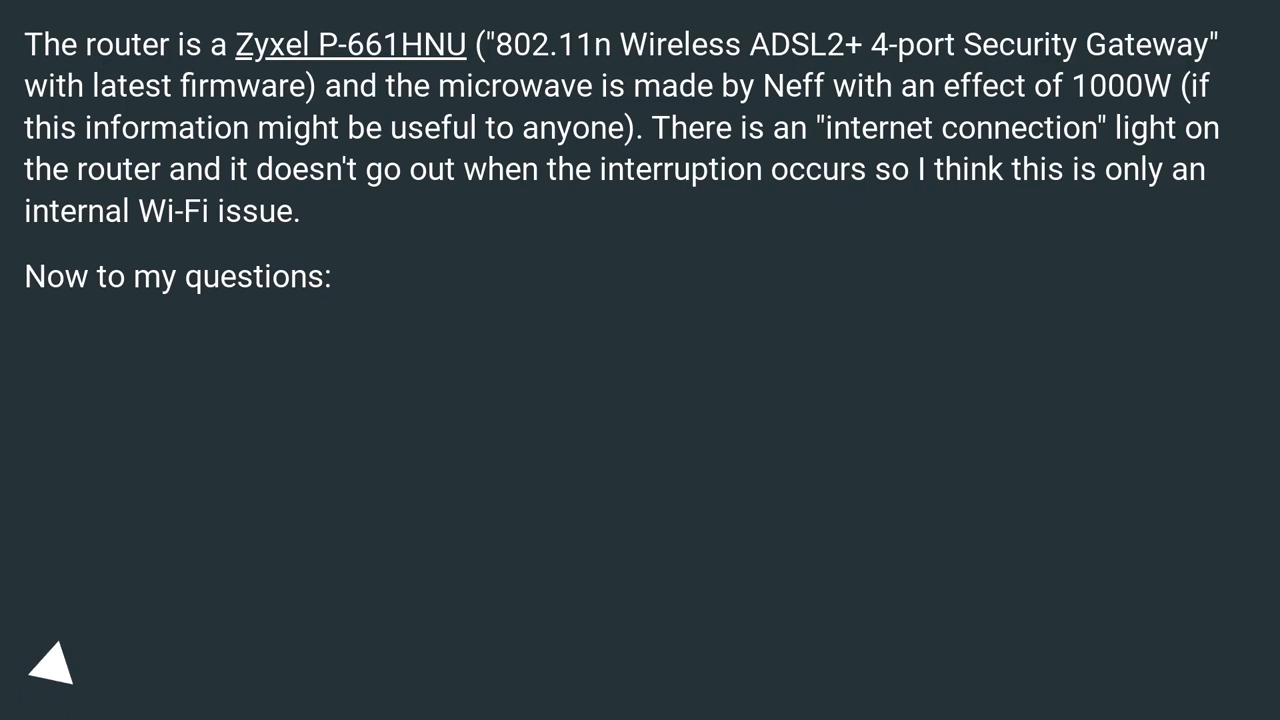 The router is a Zyxel P-661HNU ("802.11n Wireless ADSL2+ 4-port Security Gateway"
with latest firmware) and the microwave is made by Neff with an effect of 1000W (if
this information might be useful to anyone). There is an "internet connection" light on
the router and it doesn't go out when the interruption occurs so I think this is only an
internal Wi-Fi issue.
Now to my questions: